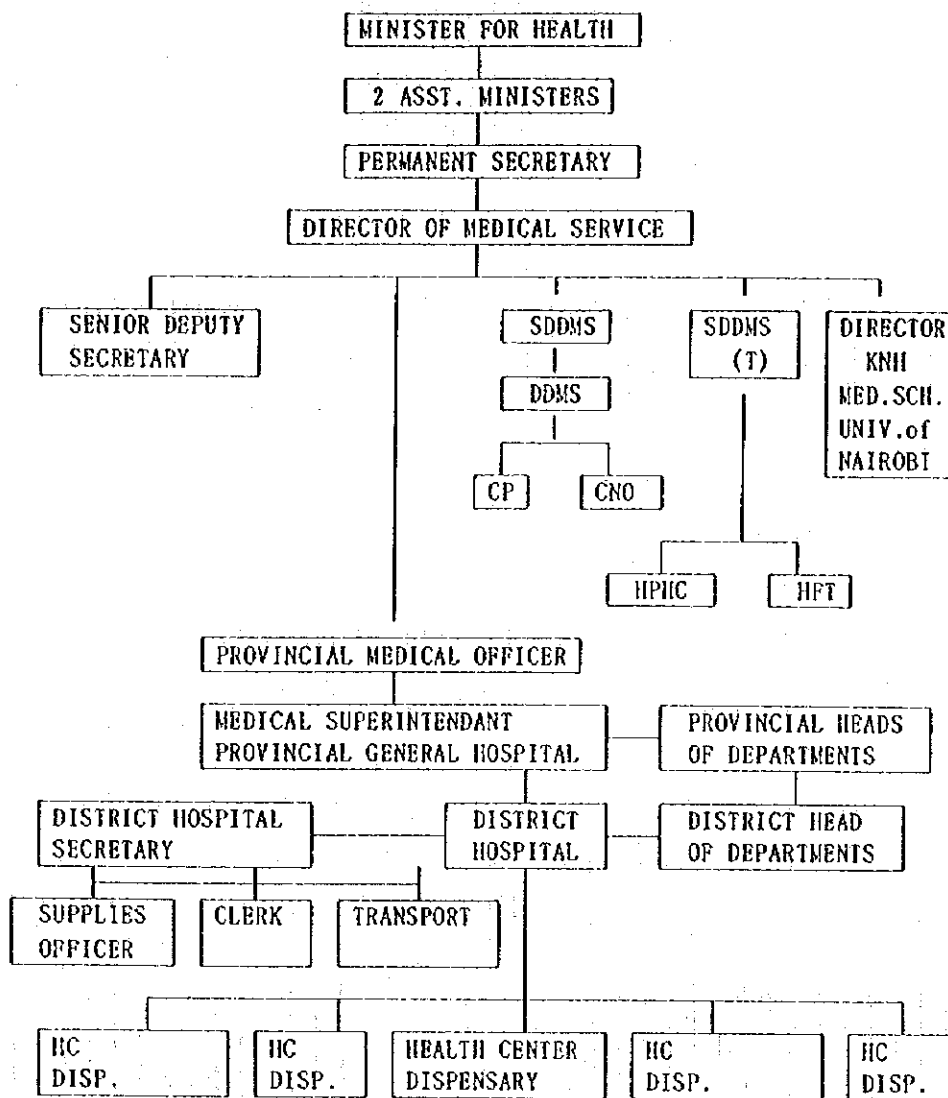 MINISTER FOR HEALTH
2 ASST. MINISTERS
PERMANENT SECRETARY
DIRECTOR OF MEDICAL SERVICE
SENIOR DEPUTY
SECRETARY
SDDMS
DDMS
CP
CNO
SDDMS
(T)
HPHC
HFT
DIRECTOR
KNH
MED.SCH.
UNIV.of
NAIROBI
PROVINCIAL MEDICAL OFFICER
MEDICAL SUPERINTENDANT
PROVINCIAL GENERAL HOSPITAL
PROVINCIAL HEADS
OF DEPARTMENTS
DISTRICT HOSPITAL
SECRETARY
DISTRICT
HOSPITAL
DISTRICT HEAD
OF DEPARTMENTS
SUPPLIES
OFFICER
CLERK
TRANSPORT
HC
DISP.
HC
DISP.
HEALTH CENTER
DISPENSARY
HC
DISP.
HC
DISP.